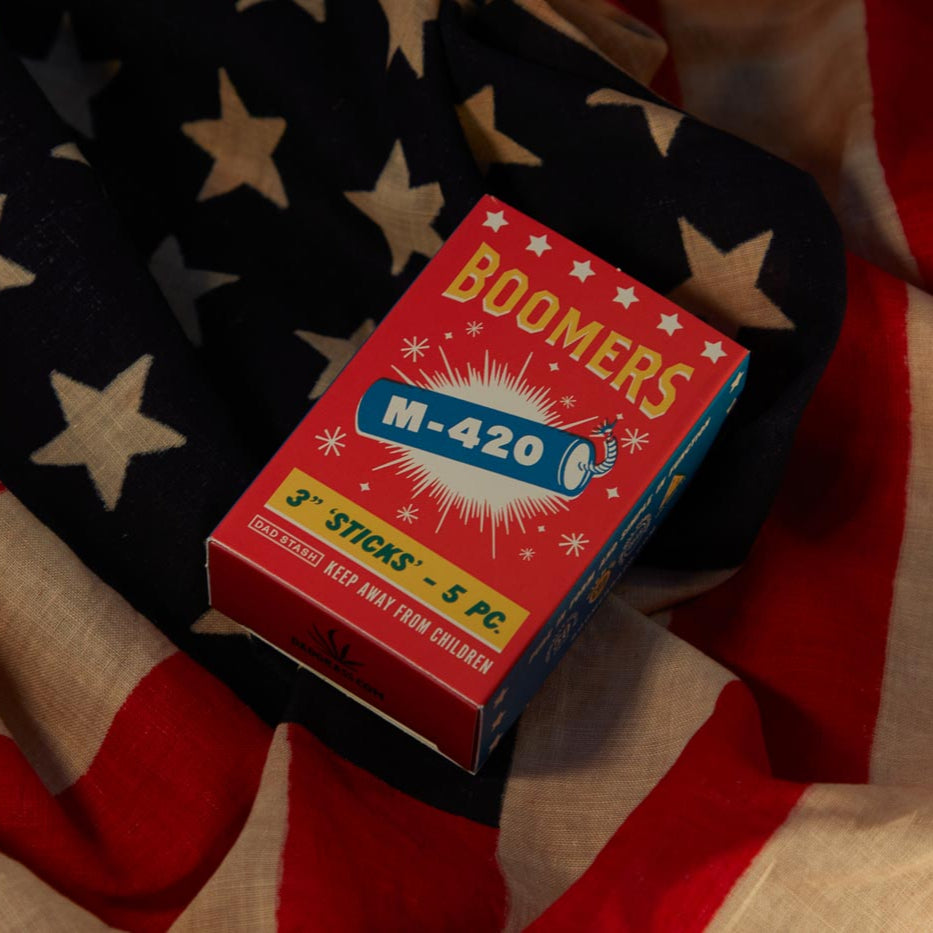 BOOMERS
M-420
3” ‘STICKS’ - 5 PC.
DAD STASH
KEEP AWAY FROM CHILDREN